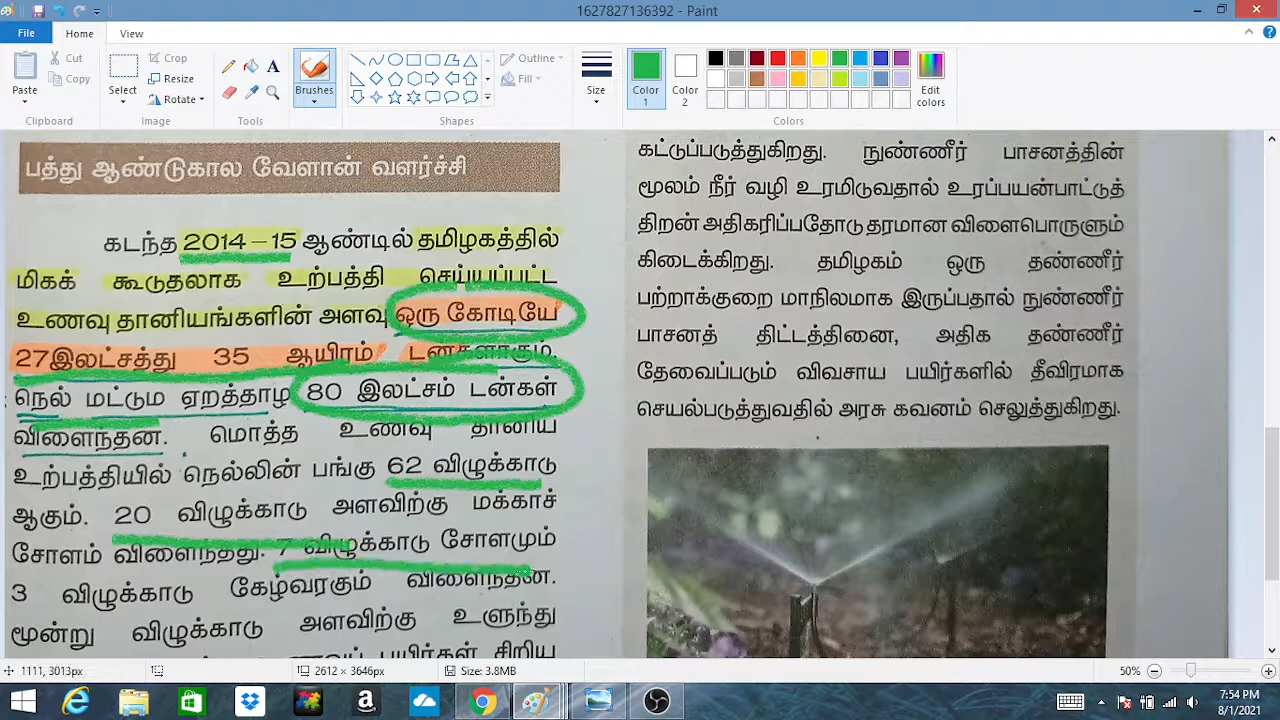 1627827136392 - Paint
File
Home
View
Cut
Copy
Paste
Clipboard
Crop
Resize
Rotate
Select
Image
Tools
Brushes
Shapes
Outline
Fill
Size
Color 1
Color 2
Edit colors
Colors
பத்து ஆண்டுகால வேளான் வளர்ச்சி
கடந்த 2014-15 ஆண்டில் தமிழகத்தில்
மிகக் கூடுதலாக உற்பத்தி செய்யப்பட்ட
உணவு தானியங்களின் அளவு ஒரு கோடியே
27இலட்சத்து 35 ஆயிரம் டன்களாகும்.
நெல் மட்டும் ஏறத்தாழ 80 இலட்சம் டன்கள்
விளைந்தன. மொத்த உணவு தானிய
உற்பத்தியில் நெல்லின் பங்கு 62 விழுக்காடு
ஆகும். 20 விழுக்காடு அளவிற்கு மக்காச்
சோளம் விளைந்தது. 7 விழுக்காடு சோளமும்
3 விழுக்காடு கேழ்வரகும் விளைந்தன.
மூன்று விழுக்காடு அளவிற்கு உளுந்து
பயிர்கள் சிறிய
கட்டுப்படுத்துகிறது. நுண்ணீர் பாசனத்தின்
மூலம் நீர் வழி உரமிடுவதால் உரப்பயன்பாட்டுத்
திறன் அதிகரிப்பதோடு தரமான விளைபொருளும்
கிடைக்கிறது. தமிழகம் ஒரு தண்ணீர்
பற்றாக்குறை மாநிலமாக இருப்பதால் நுண்ணீர்
பாசனத் திட்டத்தினை, அதிக தண்ணீர்
தேவைப்படும் விவசாய பயிர்களில் தீவிரமாக
செயல்படுத்துவதில் அரசு கவனம் செலுத்துகிறது.
1111, 3013px
2612 × 3646px
Size: 3.8MB
50%
7:54 PM
8/1/2021